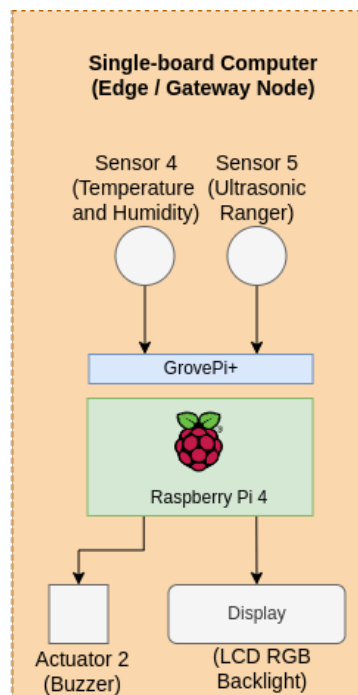 Single-board Computer
(Edge / Gateway Node)
Sensor 4
(Temperature
and Humidity)
Sensor 5
(Ultrasonic
Ranger)
GrovePi+
Raspberry Pi 4
Actuator 2
(Buzzer)
Display
(LCD RGB
Backlight)